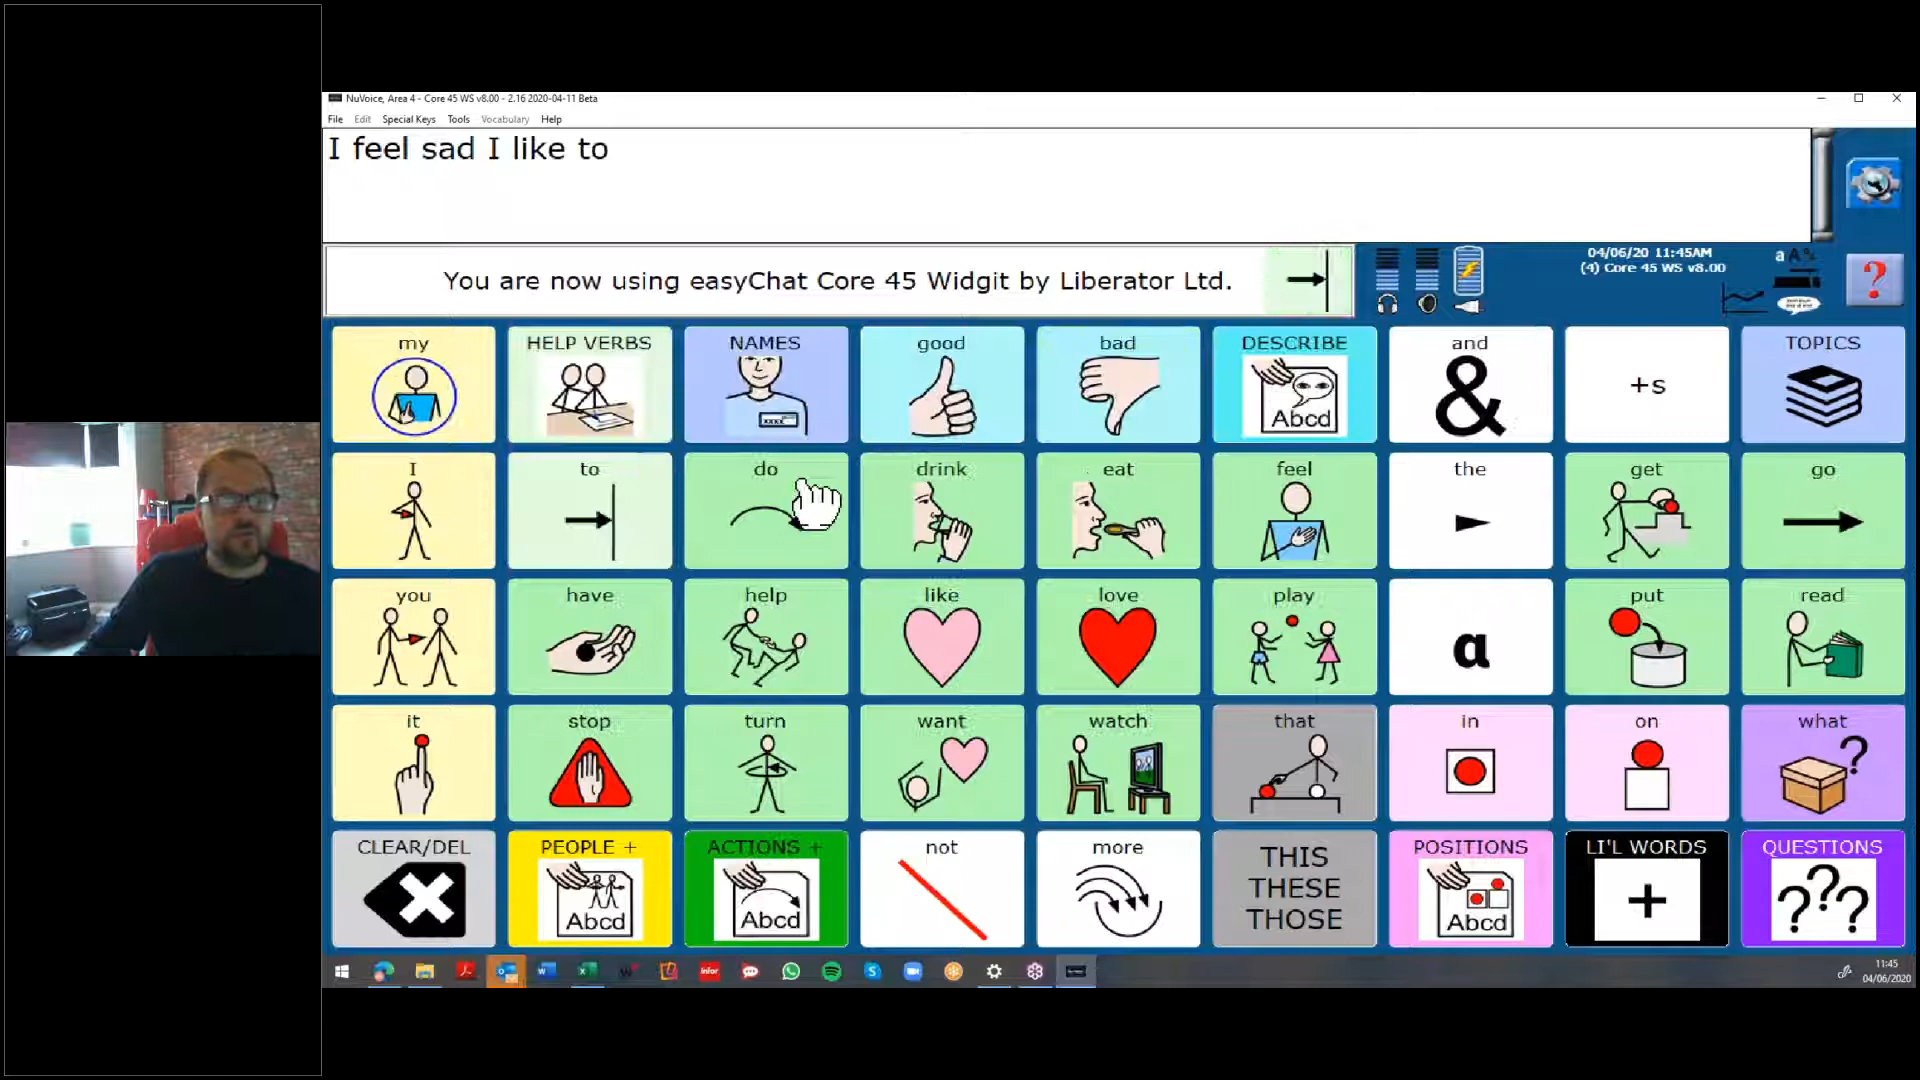 NuVoice, Area 4 - Core 45 WS v8.00 - 2.16 2020-04-11 Beta
File Edit Special Keys Tools Vocabulary Help
I feel sad I like to
You are now using easyChat Core 45 Widgit by Liberator Ltd.
04/06/20 11:45AM
(4) Core 45 WS v8.00
a A %
?
my HELP VERBS NAMES good bad DESCRIBE and +s TOPICS
xxxx Abcd &
I to do drink eat feel the get go
you have help like love play put read
a
it stop turn want watch that in on what
?
CLEAR/DEL PEOPLE + ACTIONS + not more THIS POSITIONS LI'L WORDS QUESTIONS
THESE
THOSE
Abcd Abcd Abcd + ???
infor
11:45
04/06/2020